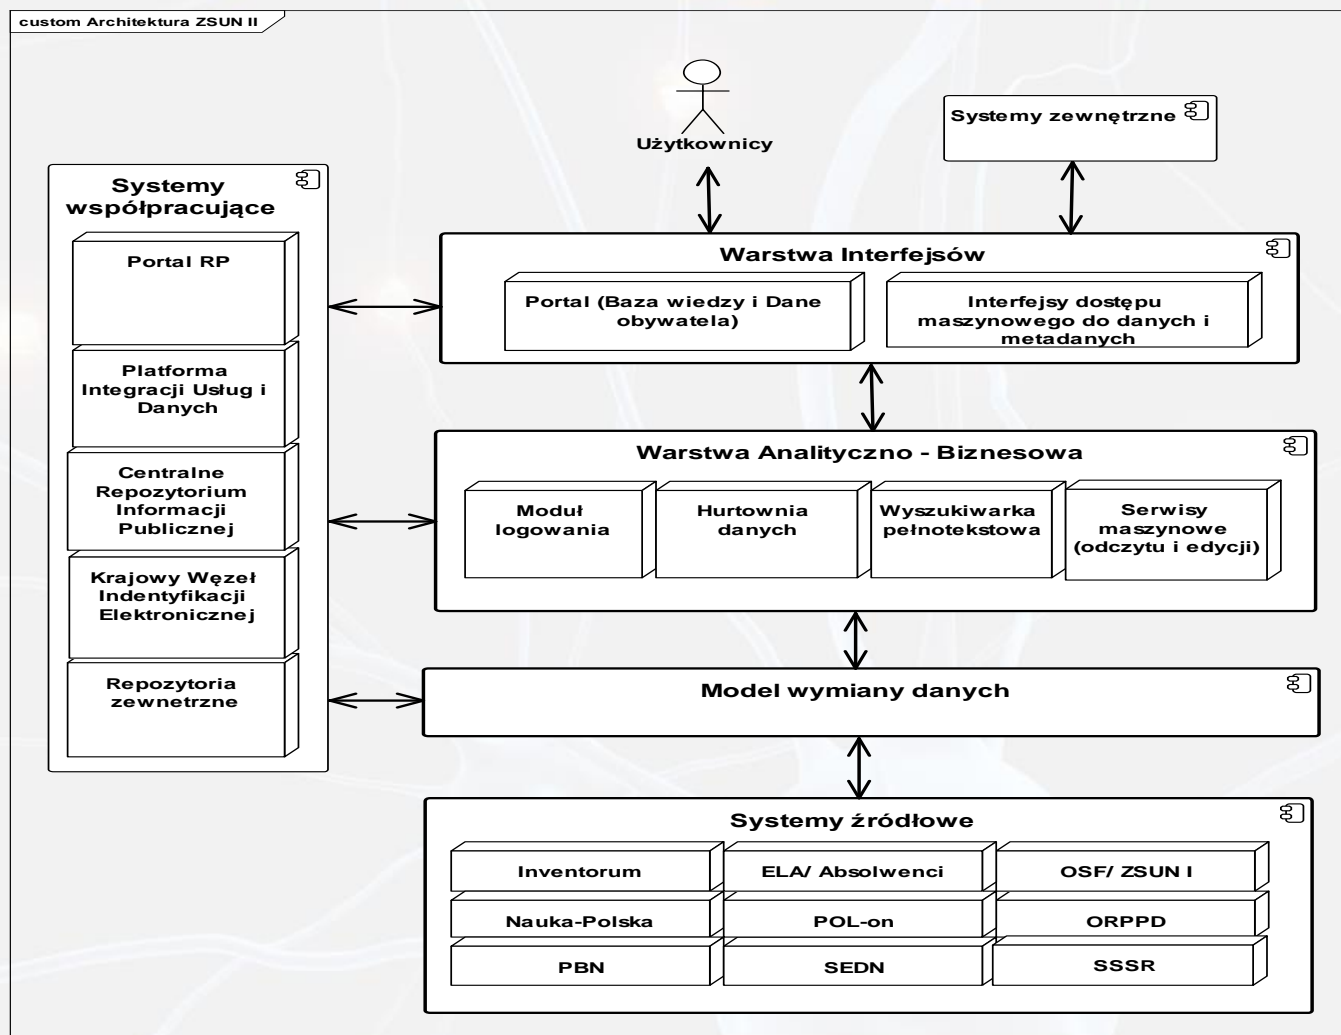 custom Architektura ZSUN II
Użytkownicy
Systemy zewnętrzne
Systemy
współpracujące
Portal RP
Platforma
Integracji Usług i
Danych
Centralne
Repozytorium
Informacji
Publicznej
Krajowy Węzeł
Indentyfikacji
Elektronicznej
Repozytoria
zewnetrzne
Warstwa Interfejsów
Portal (Baza wiedzy i Dane
obywatela)
Interfejsy dostępu
maszynowego do danych i
metadanych
Warstwa Analityczno - Biznesowa
Moduł
logowania
Hurtownia
danych
Wyszukiwarka
pełnotekstowa
Serwisy
maszynowe
(odczytu i edycji)
Model wymiany danych
Systemy źródłowe
Inventorum
ELA/ Absolwenci
OSF/ ZSUN I
Nauka-Polska
POL-on
ORPPD
PBN
SEDN
SSSR